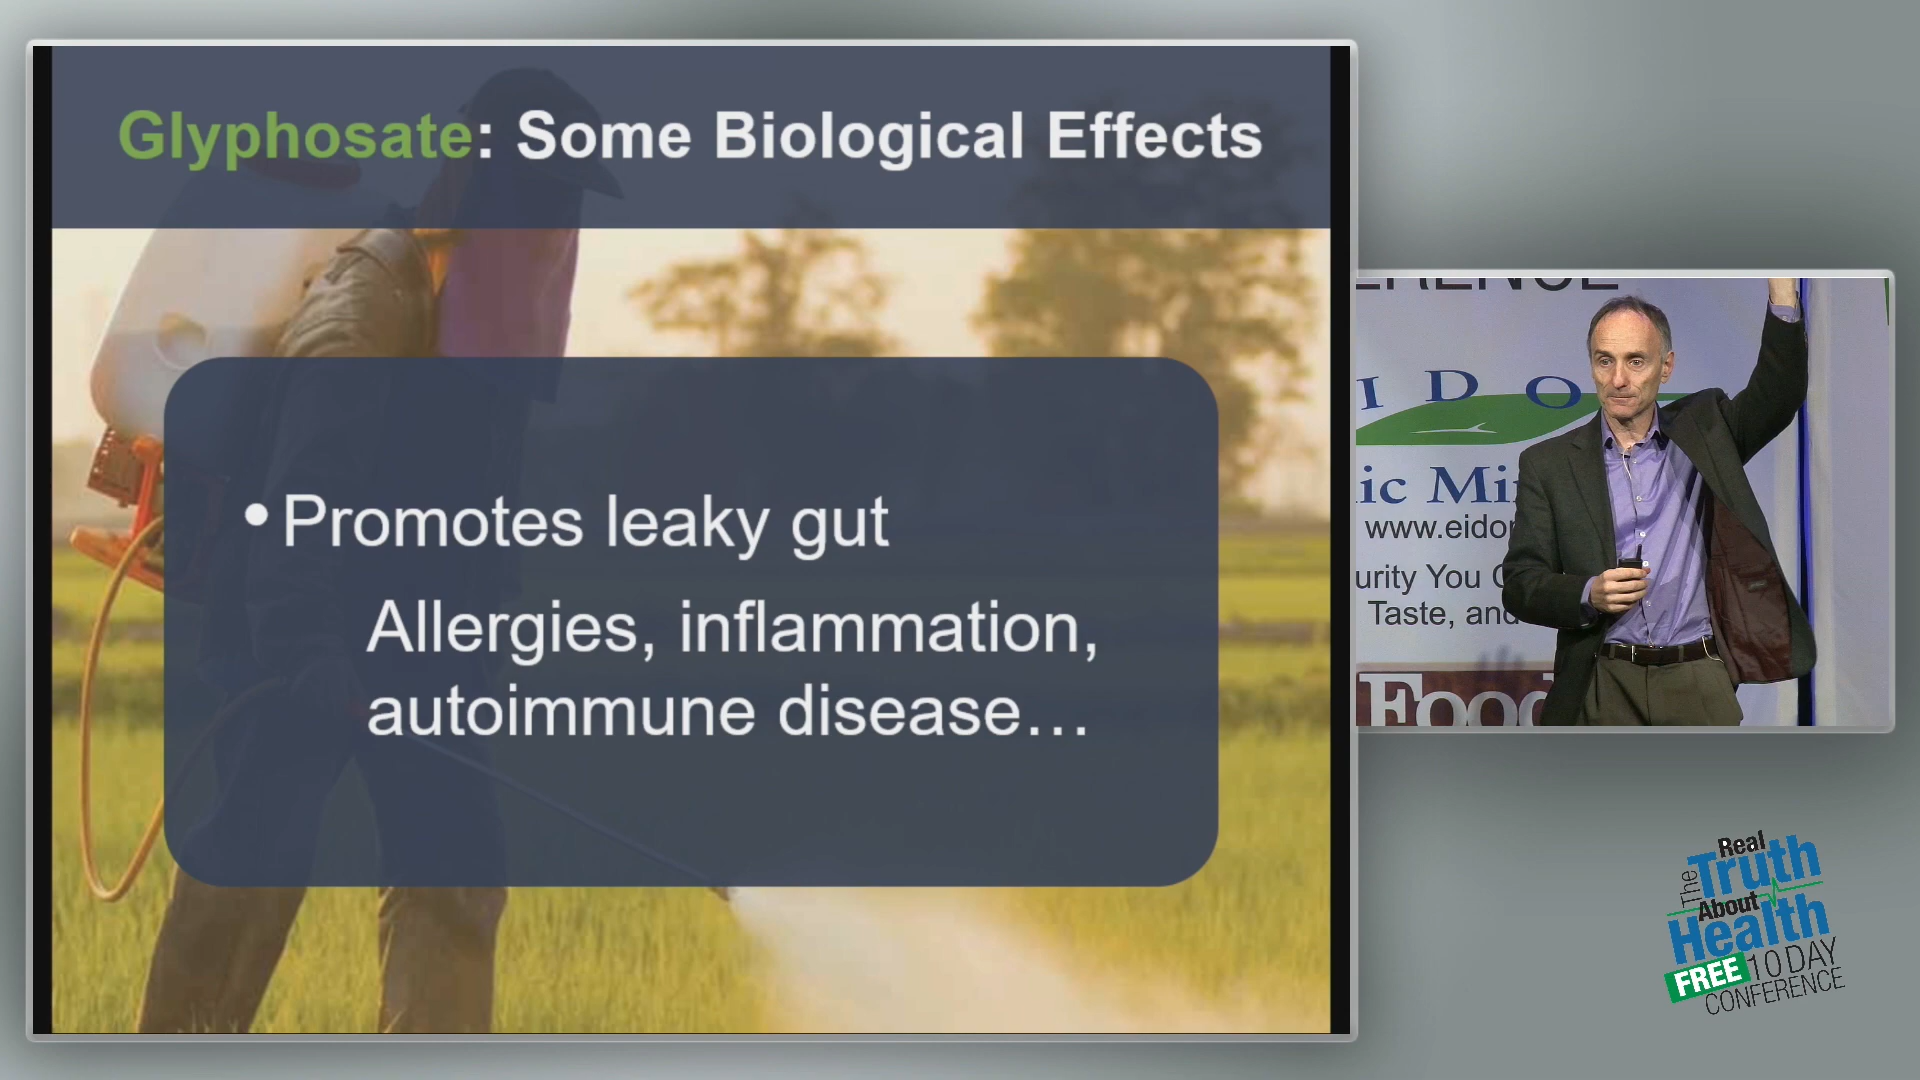 Glyphosate: Some Biological Effects
• Promotes leaky gut
Allergies, inflammation,
autoimmune disease…
IDO
ic Mi
www.eido
urity You
Taste, and
Food
The Real
Truth
About
Health
FREE 10 DAY
CONFERENCE